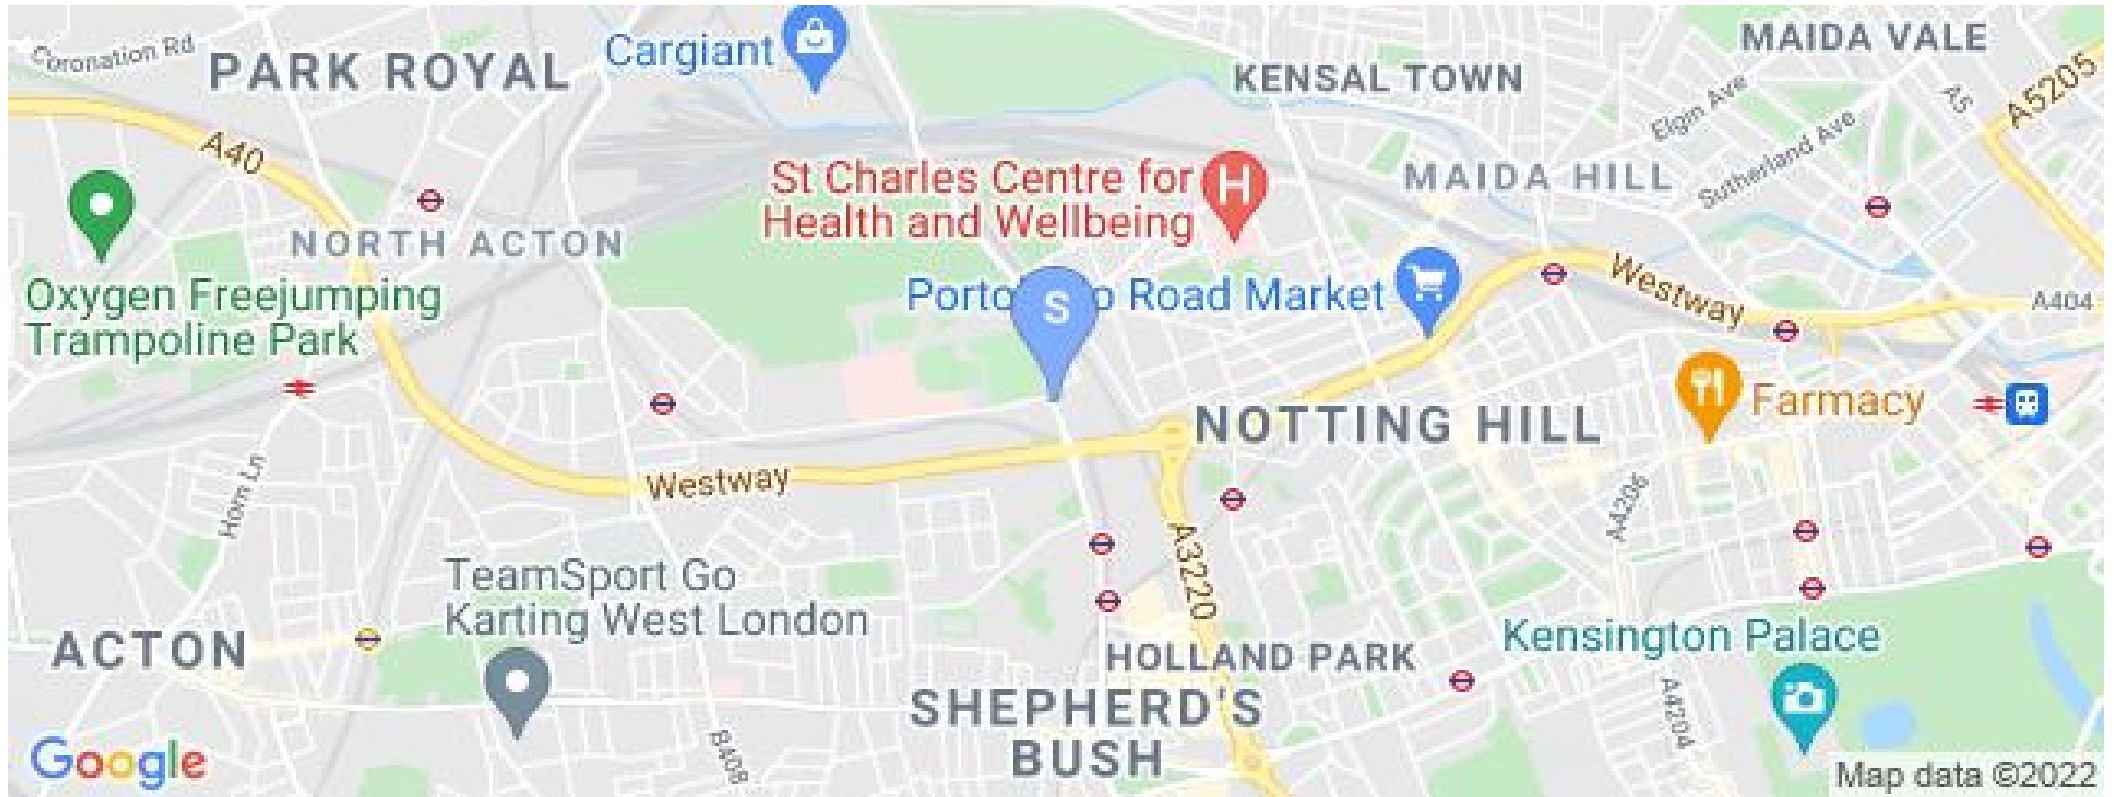 Coronation Rd
PARK ROYAL
Cargiant
KENSAL TOWN
MAIDA VALE
A5205
A5
Elgin Ave
Sutherland Ave
A40
St Charles Centre for
Health and Wellbeing
H
MAIDA HILL
NORTH ACTON
Oxygen Freejumping
Trampoline Park
Porto
S
o Road Market
Westway
A404
Farmacy
NOTTING HILL
Horn Ln
Westway
A4206
A3220
TeamSport Go
Karting West London
ACTON
HOLLAND PARK
Kensington Palace
SHEPHERD'S
BUSH
A4204
B408
Google
Map data ©2022